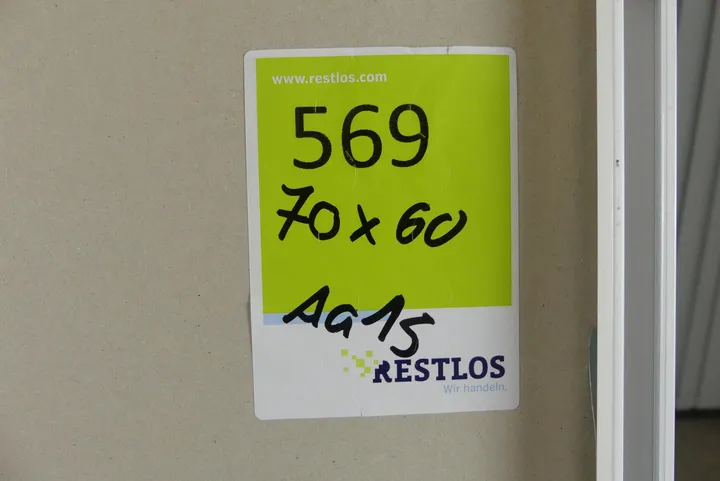 www.restlos.com
569
70 x 60
Aa15
RESTLOS
Wir handeln.